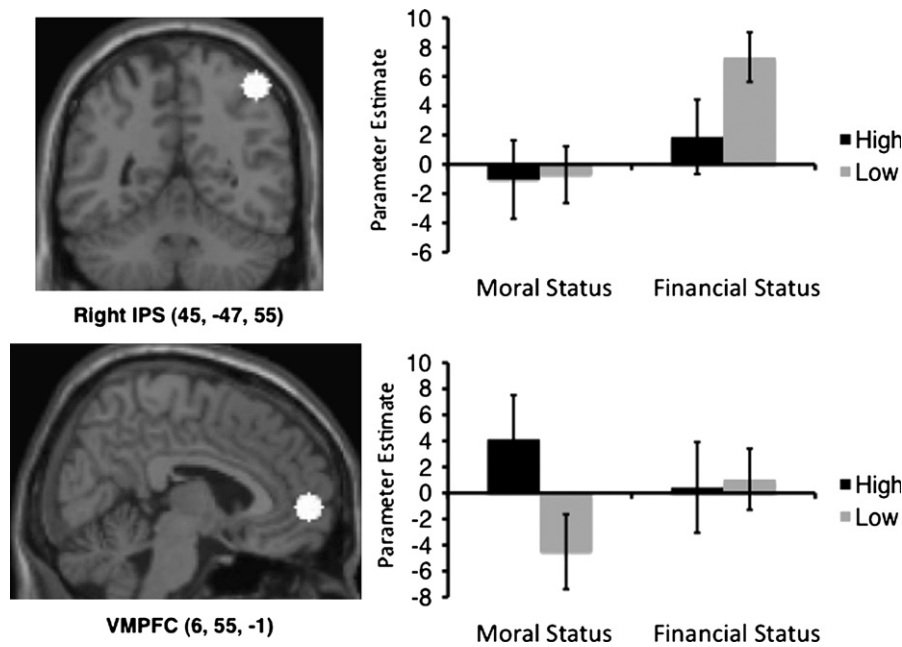 10
8
6
4
2
0
-2
-4
-6
Parameter Estimate
High
Low
Moral Status Financial Status
Right IPS (45, -47, 55)
10
8
6
4
2
0
-2
-4
-6
-8
Parameter Estimate
High
Low
Moral Status Financial Status
VMPFC (6, 55, -1)